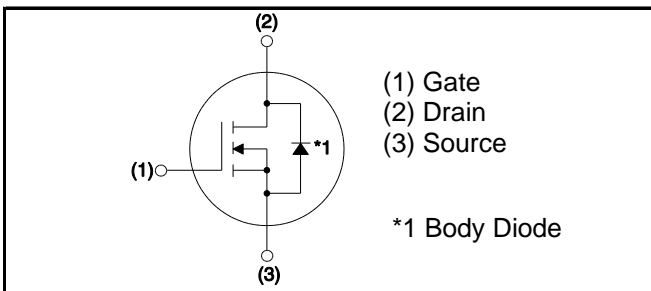 (2)
(1) Gate
(2) Drain
(3) Source
*1
(1)
*1 Body Diode
(3)